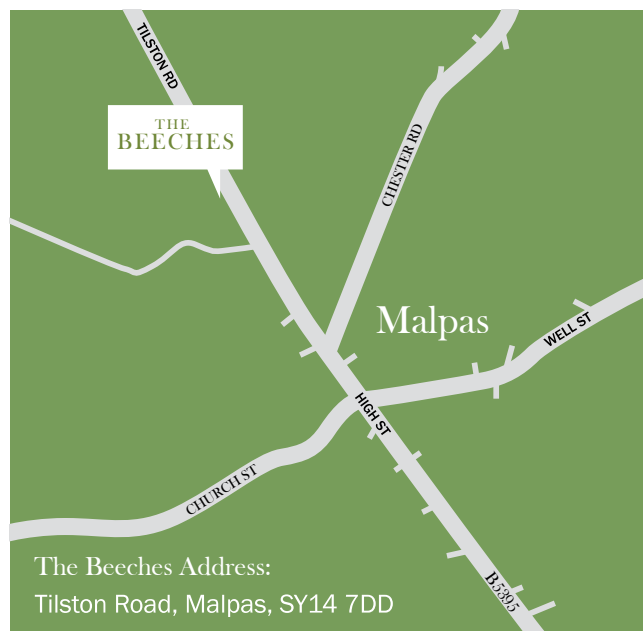 TILSTON RD
THE
BEECHES
CHESTER RD
Malpas
WELL ST
HIGH ST
CHURCH ST
B5395
The Beeches Address:
Tilston Road, Malpas, SY14 7DD